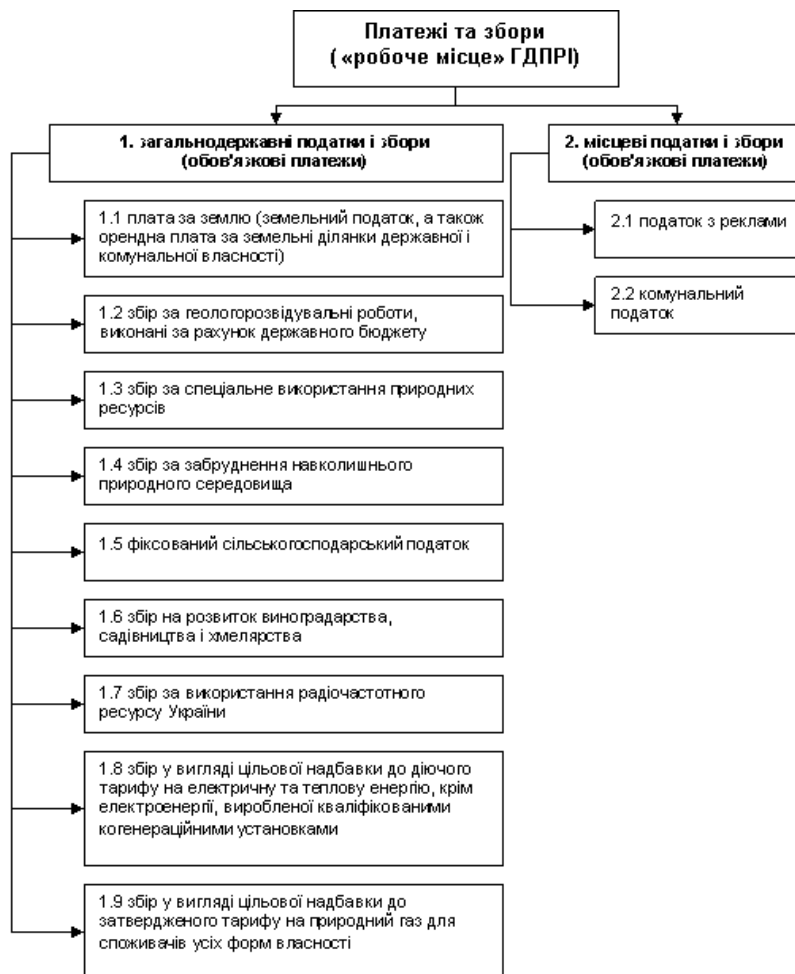 Платежі та збори
( «робоче місце» ГДПРІ)
1. загальнодержавні податки і збори
(обов'язкові платежи)
2. місцеві податки і збори
(обов'язкові платежи)
1.1 плата за землю (земельний податок, а також
орендна плата за земельні ділянки державної і
комунальної власності)
1.2 збір за геологорозвідувальні роботи,
виконані за рахунок державного бюджету
1.3 збір за спеціальне використання природних
ресурсів
1.4 збір за забруднення навколишнього
природного середовища
1.5 фіксований сільськогосподарський податок
1.6 збір на розвиток виноградарства,
садівництва і хмелярства
1.7 збір за використання радіочастотного
ресурсу України
1.8 збір у вигляді цільової надбавки до діючого
тарифу на електричну та теплову енергію, крім
електроенергії, виробленої кваліфікованими
когенераційними установками
1.9 збір у вигляді цільової надбавки до
затвердженого тарифу на природний газ для
споживачів усіх форм власності
2.1 податок з реклами
2.2 комунальний
податок